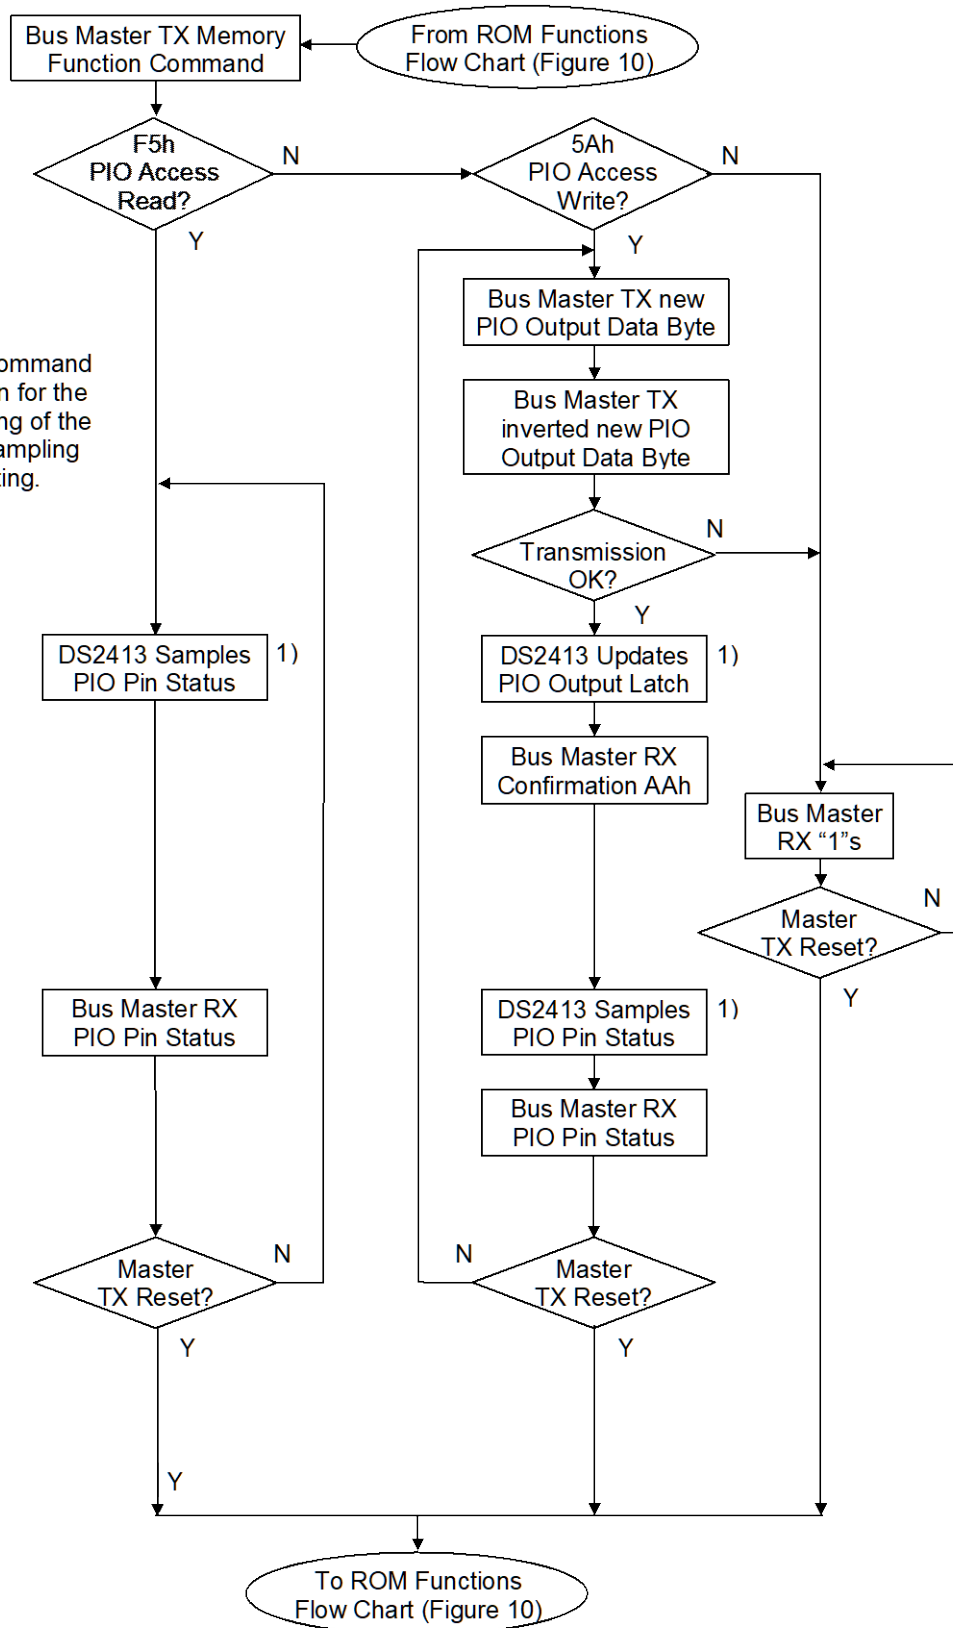 Bus Master TX Memory
Function Command
From ROM Functions
Flow Chart (Figure 10)
F5h
PIO Access
Read?
N
Y
5Ah
PIO Access
Write?
N
Y
Bus Master TX new
PIO Output Data Byte
Bus Master TX
inverted new PIO
Output Data Byte
for the
of the
Transmission
OK?
N
Y
DS2413 Samples
PIO Pin Status
1)
DS2413 Updates
PIO Output Latch
1)
Bus Master RX
Confirmation AAh
Bus Master
RX “1”s
Master
TX Reset?
N
Y
Bus Master RX
PIO Pin Status
DS2413 Samples
PIO Pin Status
1)
Bus Master RX
PIO Pin Status
Master
TX Reset?
N
Y
Y
Master
TX Reset?
N
Y
To ROM Functions
Flow Chart (Figure 10)